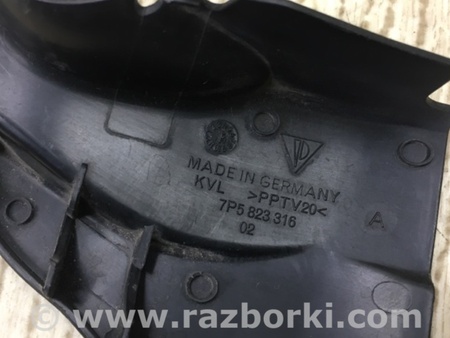 MADE IN GERMANY
KVL >PPTV20<
7P5 823 316
02
A
© www.razborki.com